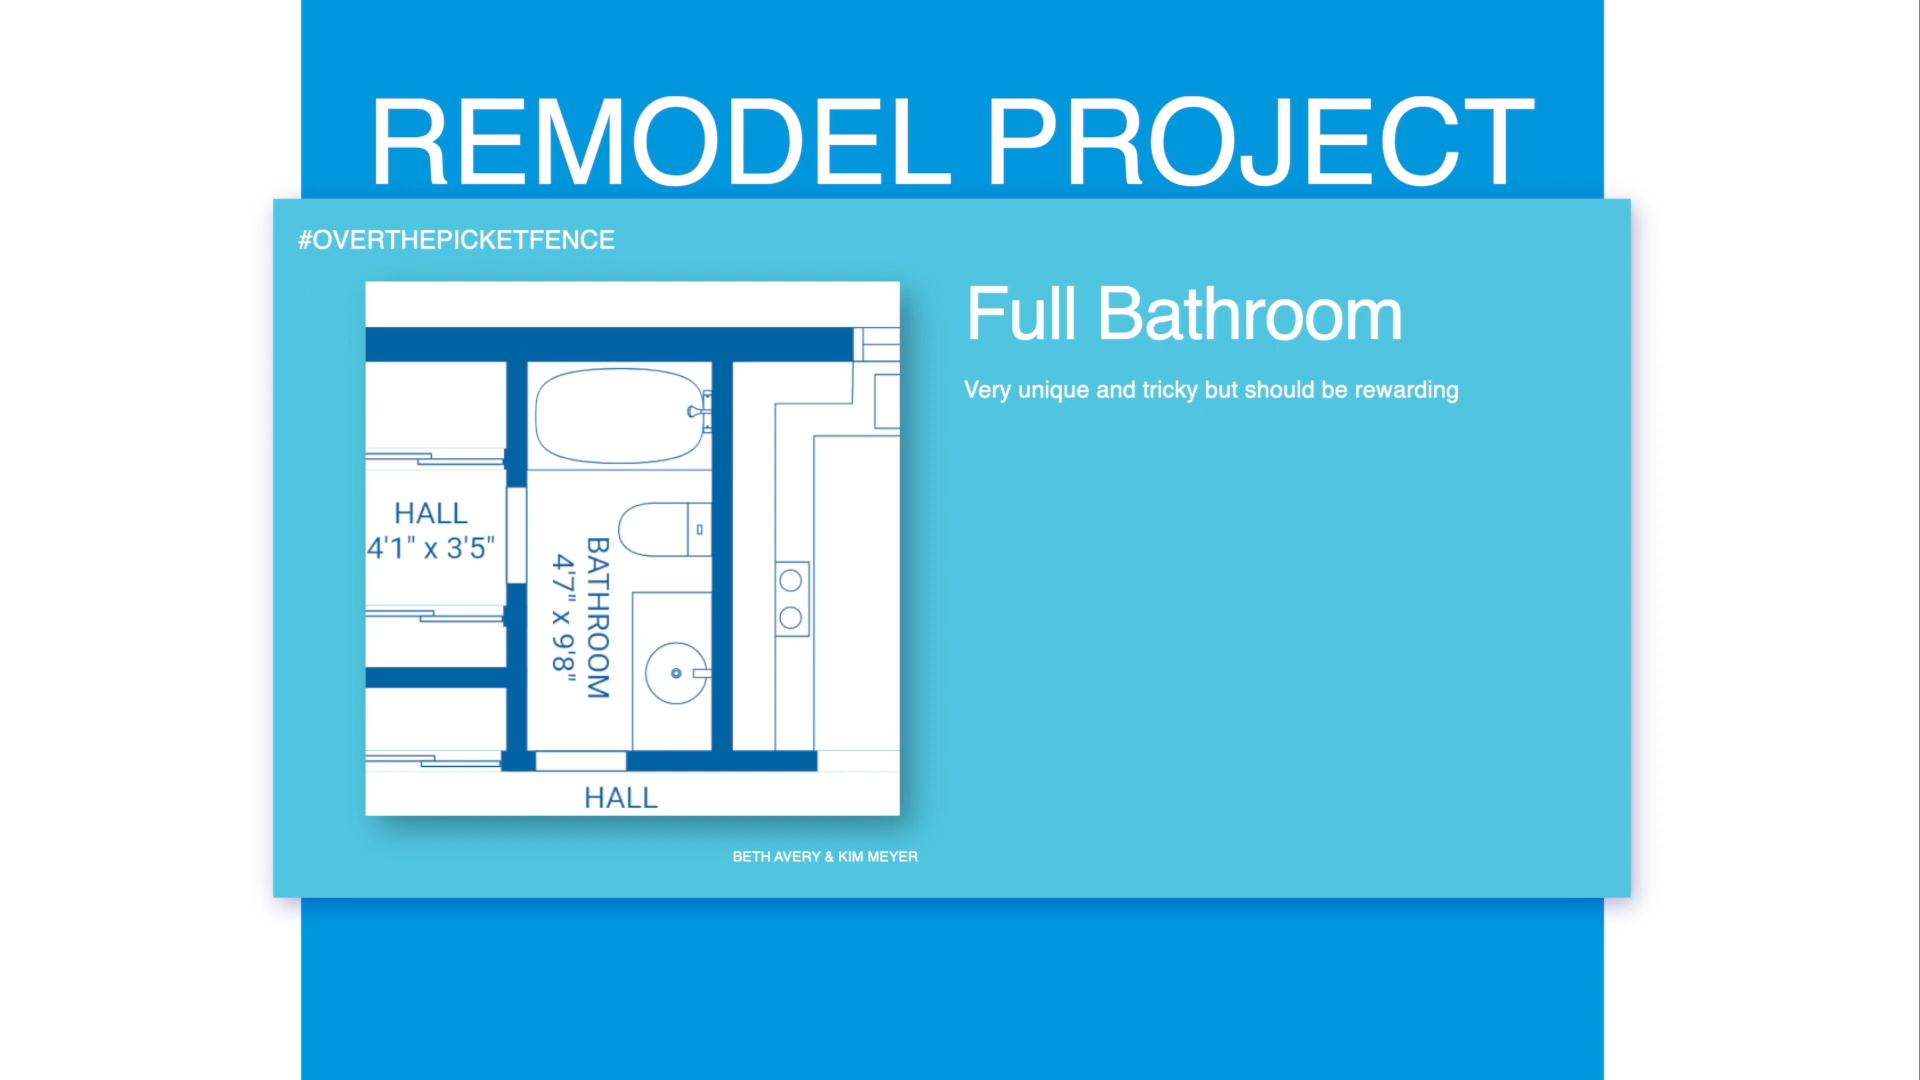 REMODEL PROJECT
#OVERTHEPICKETFENCE
Full Bathroom
Very unique and tricky but should be rewarding
HALL
4'1" x 3'5"
BATHROOM
4'7" x 9'8"
HALL
BETH AVERY & KIM MEYER